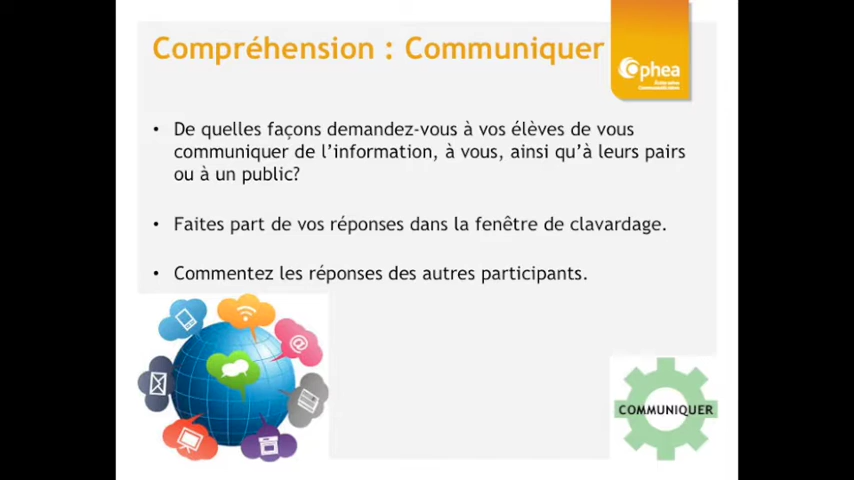 Compréhension : Communiquer
Ophea
• De quelles façons demandez-vous à vos élèves de vous
communiquer de l’information, à vous, ainsi qu’à leurs pairs
ou à un public?
• Faites part de vos réponses dans la fenêtre de clavardage.
• Commentez les réponses des autres participants.
COMMUNIQUER